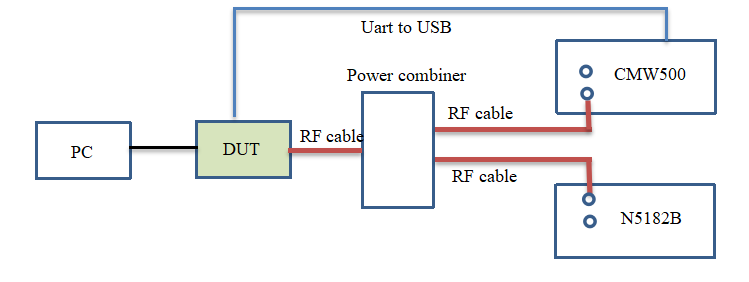 Uart to USB
Power combiner
CMW500
RF cable
PC
DUT
RF cable
RF cable
N5182B